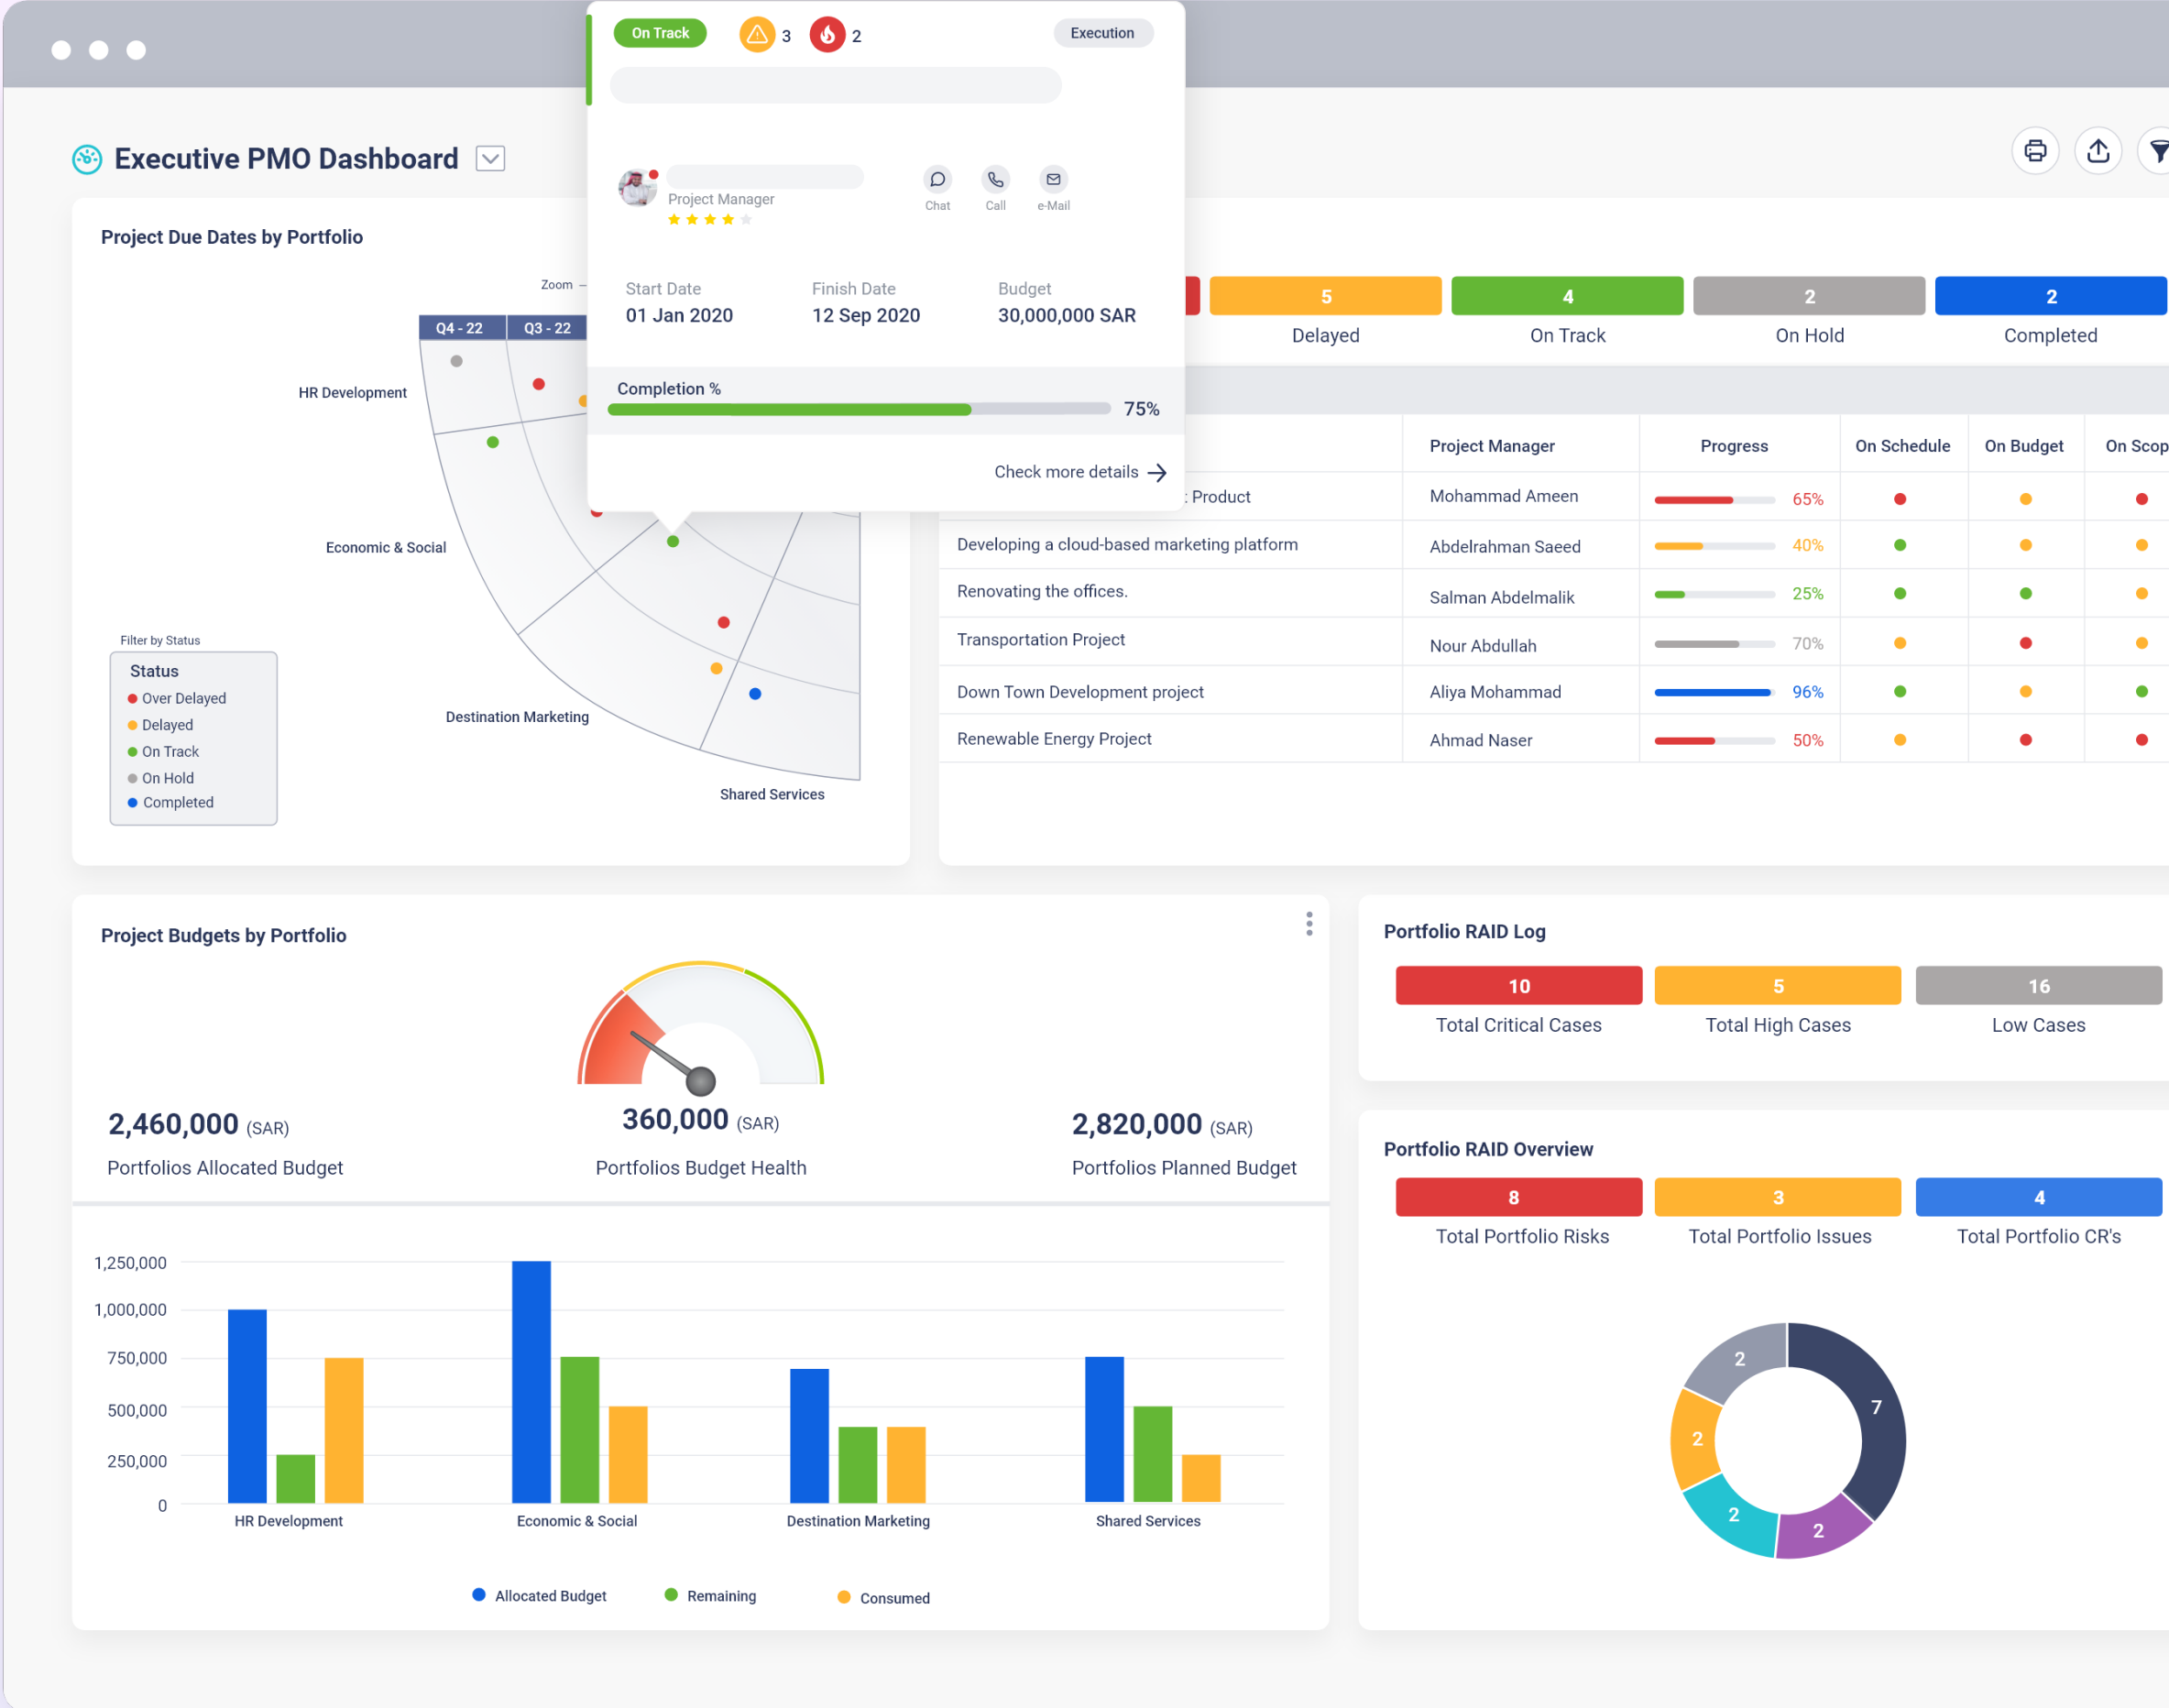 On Track
3
2
Execution
Executive PMO Dashboard
Project Manager
Chat
Call
e-Mail
Start Date
Finish Date
Budget
01 Jan 2020
12 Sep 2020
30,000,000 SAR
Completion %
75%
Check more details
Project Due Dates by Portfolio
Zoom
Q4 - 22
Q3 - 22
HR Development
Economic & Social
Destination Marketing
Shared Services
Filter by Status
Status
Over Delayed
Delayed
On Track
On Hold
Completed
5
4
2
2
Delayed
On Track
On Hold
Completed
Project Manager
Progress
On Schedule
On Budget
On Scop
Product
Mohammad Ameen
65%
Developing a cloud-based marketing platform
Abdelrahman Saeed
40%
Renovating the offices.
Salman Abdelmalik
25%
Transportation Project
Nour Abdullah
70%
Down Town Development project
Aliya Mohammad
96%
Renewable Energy Project
Ahmad Naser
50%
Project Budgets by Portfolio
2,460,000 (SAR)
Portfolios Allocated Budget
360,000 (SAR)
Portfolios Budget Health
2,820,000 (SAR)
Portfolios Planned Budget
1,250,000
1,000,000
750,000
500,000
250,000
0
HR Development
Economic & Social
Destination Marketing
Shared Services
Allocated Budget
Remaining
Consumed
Portfolio RAID Log
10
5
16
Total Critical Cases
Total High Cases
Low Cases
Portfolio RAID Overview
8
3
4
Total Portfolio Risks
Total Portfolio Issues
Total Portfolio CR's
2
7
2
2
2